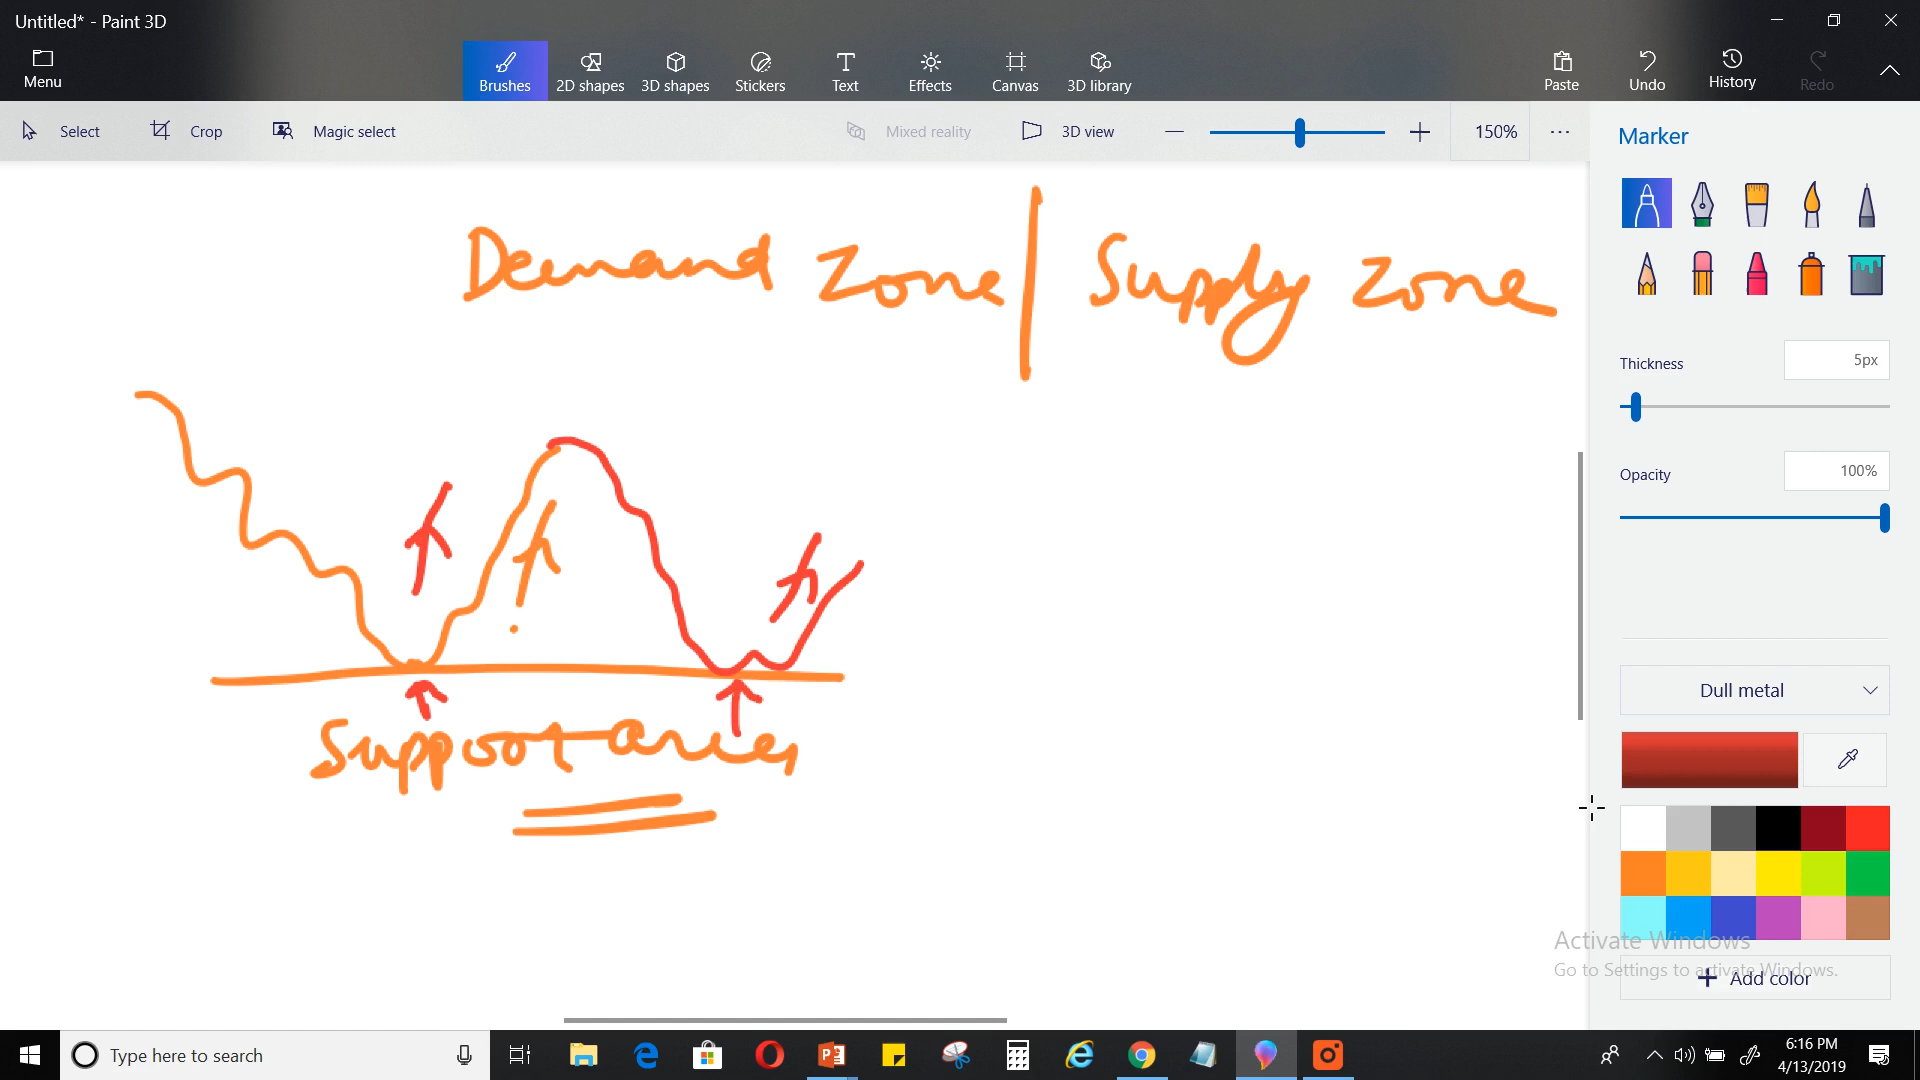 Untitled* - Paint 3D
Menu
Brushes 2D shapes 3D shapes Stickers Text Effects Canvas 3D library
Paste Undo History Redo
Select Crop Magic select Mixed reality 3D view 150%
Marker
Demand Zone | Supply Zone
Thickness 5px
Opacity 100%
Support area
Dull metal
Activate Windows
Go to Settings to activate Windows.
Add color
Type here to search
6:16 PM
4/13/2019